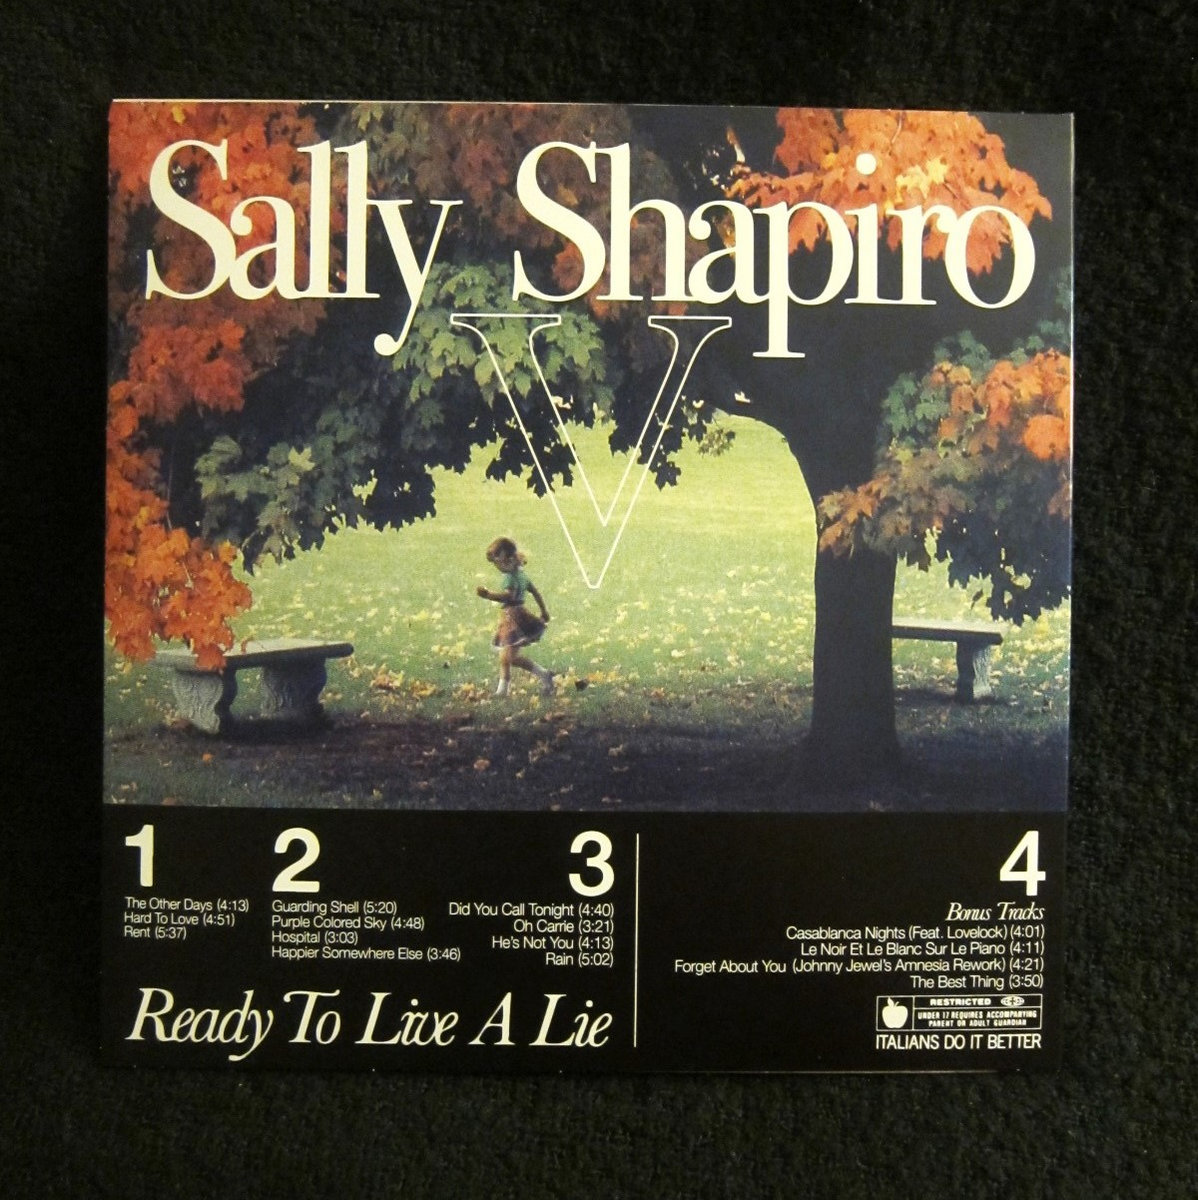 Sally Shapiro
V
1
The Other Days (4:13)
Hard To Love (4:51)
Rent (5:37)
2
Guarding Shell (5:20)
Purple Colored Sky (4:48)
Hospital (3:03)
Happier Somewhere Else (3:46)
3
Did You Call Tonight (4:40)
Oh Carrie (3:21)
He's Not You (4:13)
Rain (5:02)
Ready To Live A Lie
4
Bonus Tracks
Casablanca Nights (Feat. Lovelock) (4:01)
Le Noir Et Le Blanc Sur Le Piano (4:11)
Forget About You (Johnny Jewel's Amnesia Rework) (4:21)
The Best Thing (3:50)
RESTRICTED
UNDER 17 REQUIRES ACCOMPANYING
PARENT OR ADULT GUARDIAN
ITALIANS DO IT BETTER